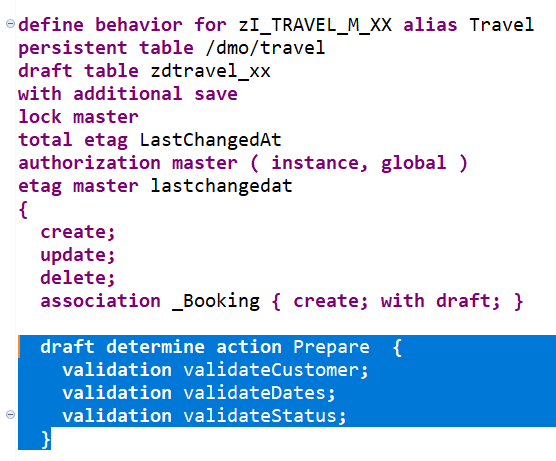 define behavior for zI_TRAVEL_M_XX alias Travel
persistent table /dmo/travel
draft table zdtravel_xx
with additional save
lock master
total etag LastChangedAt
authorization master ( instance, global )
etag master lastchangedat
{
create;
update;
delete;
association _Booking { create; with draft; }
draft determine action Prepare  {
validation validateCustomer;
validation validateDates;
validation validateStatus;
}